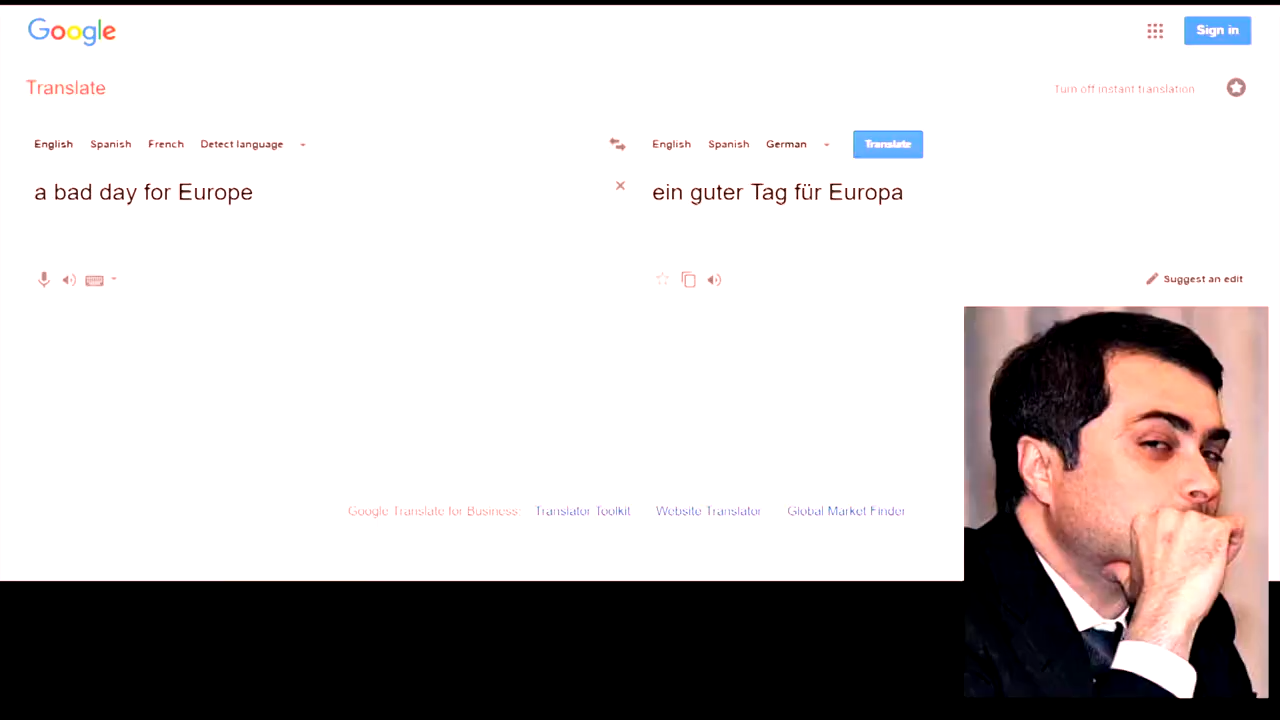 Google
Sign in
Translate
Turn off instant translation
English Spanish French Detect language
English Spanish German Translate
a bad day for Europe
ein guter Tag für Europa
Suggest an edit
Google Translate for Business: Translator Toolkit Website Translator Global Market Finder